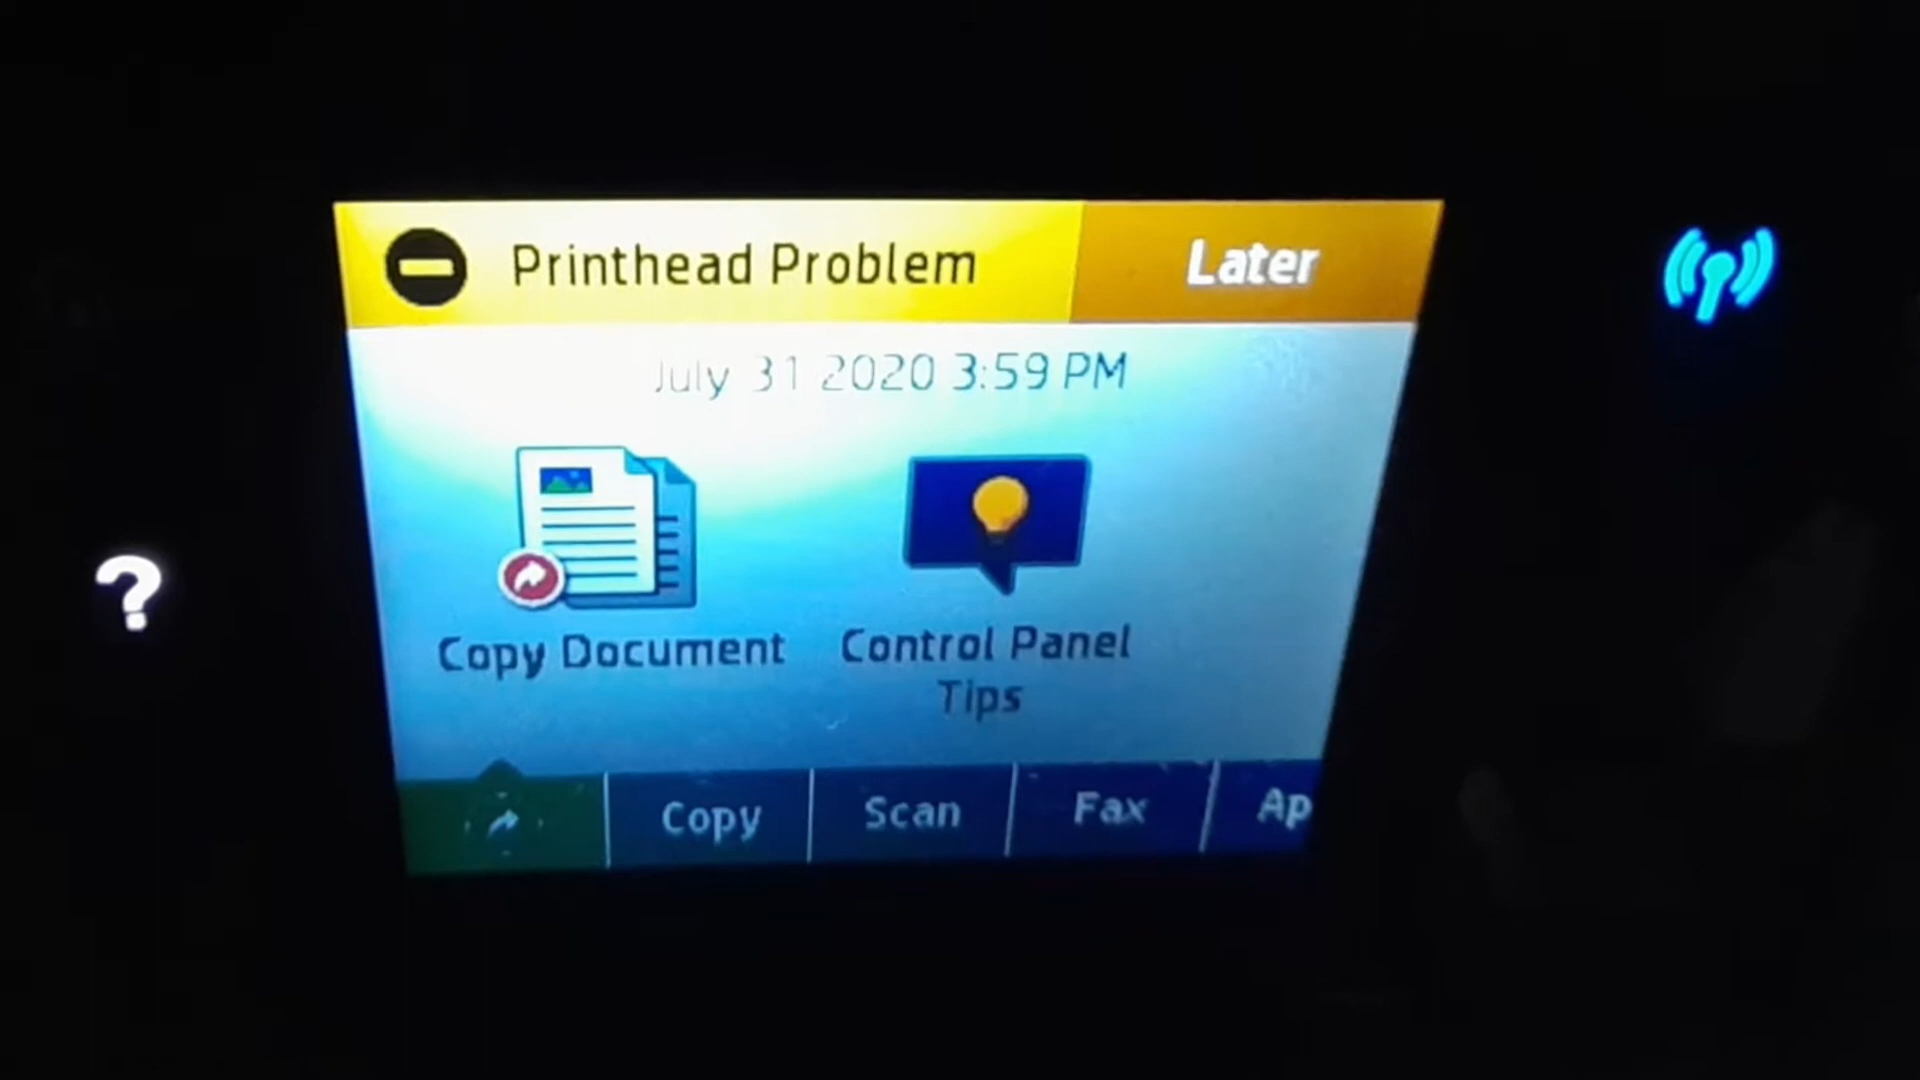 Printhead Problem
Later
July 31 2020 3:59 PM
Copy Document
Control Panel
Tips
Copy
Scan
Fax
Ap
?